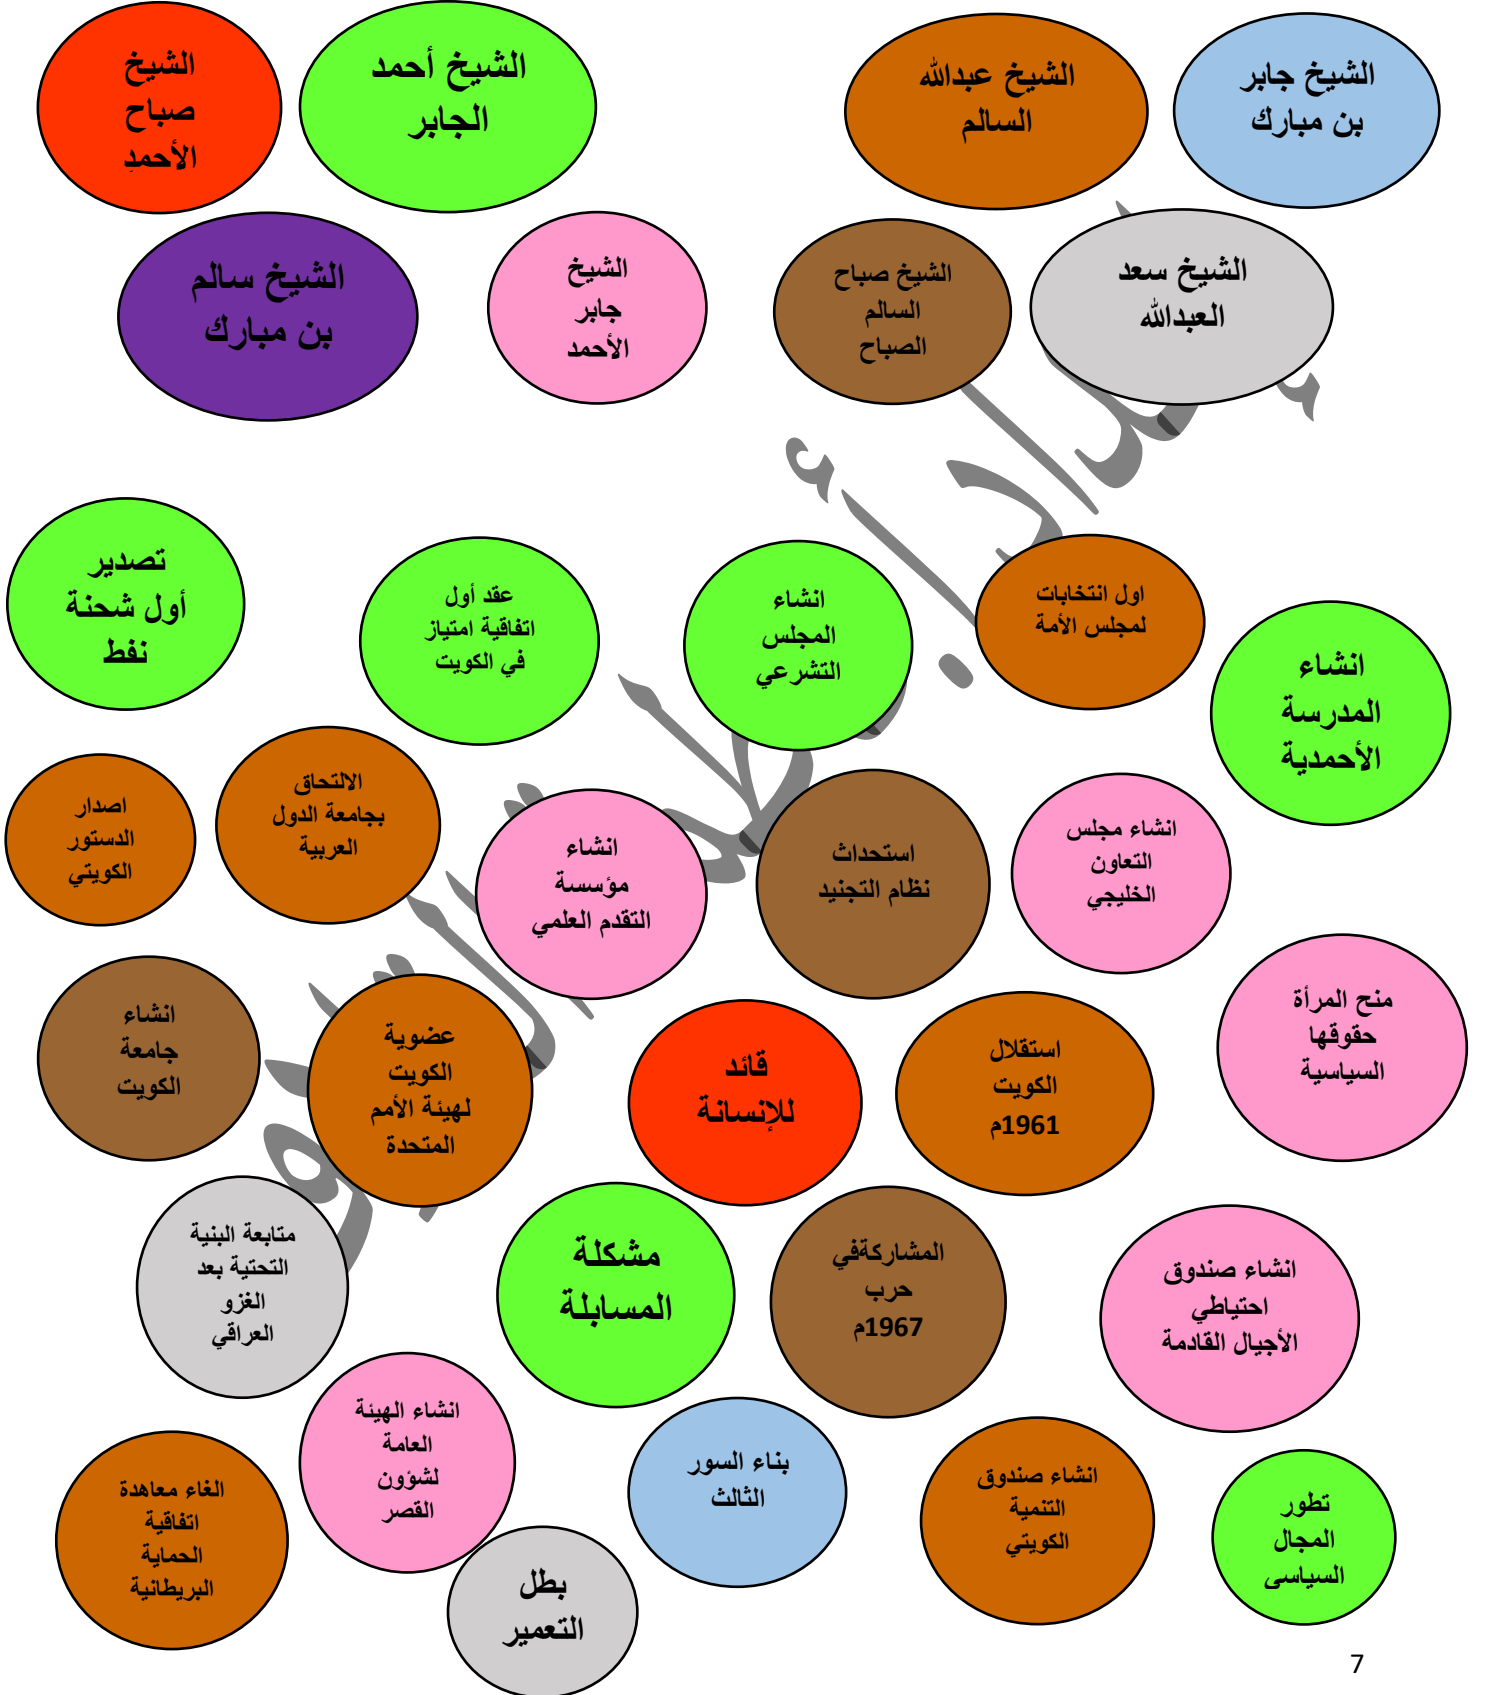 الشيخ جابر
بن مبارك
الشيخ عبدالله
السالم
الشيخ أحمد
الجابر
الشيخ
صباح
الأحمد
الشيخ سعد
العبدالله
الشيخ صباح
السالم
الصباح
الشيخ
جابر
الأحمد
الشيخ سالم
بن مبارك
اول انتخابات
لمجلس الأمة
انشاء
المجلس
التشرعي
عقد أول
اتفاقية امتياز
في الكويت
تصدير
أول شحنة
نفط
انشاء
المدرسة
الأحمدية
انشاء مجلس
التعاون
الخليجي
استحداث
نظام التجنيد
انشاء
مؤسسة
التقدم العلمي
الالتحاق
بجامعة الدول
العربية
اصدار
الدستور
الكويتي
منح المرأة
حقوقها
السياسية
استقلال
الكويت
1961م
قائد
للإنسانة
عضوية
الكويت
لهيئة الأمم
المتحدة
انشاء
جامعة
الكويت
انشاء صندوق
احتياطي
الأجيال القادمة
المشاركةفي
حرب
1967م
مشكلة
المسابلة
متابعة البنية
التحتية بعد
الغزو
العراقي
تطور
المجال
السياسى
انشاء صندوق
التنمية
الكويتي
بناء السور
الثالث
انشاء الهيئة
العامة
لشؤون
القصر
الغاء معاهدة
اتفاقية
الحماية
البريطانية
بطل
التعمير
7